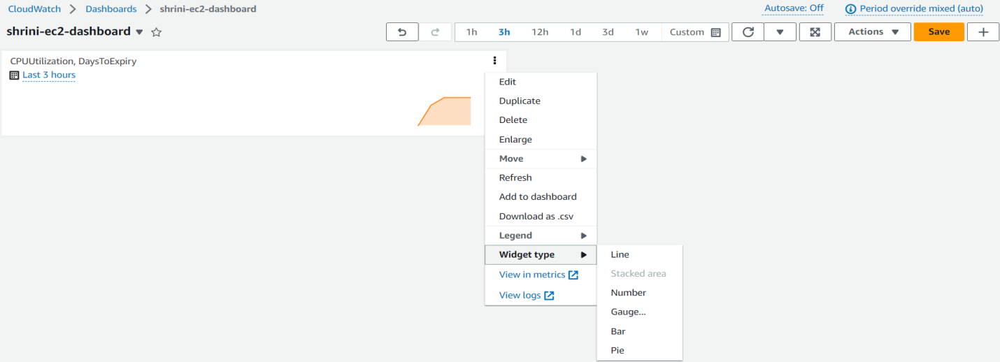 CloudWatch > Dashboards > shrini-ec2-dashboard
Autosave: Off Period override mixed (auto)
shrini-ec2-dashboard
1h 3h 12h 1d 3d 1w Custom Actions Save
CPUUtilization, DaysToExpiry
Last 3 hours
Edit
Duplicate
Delete
Enlarge
Move
Refresh
Add to dashboard
Download as .csv
Legend
Widget type
View in metrics
View logs
Line
Stacked area
Number
Gauge...
Bar
Pie